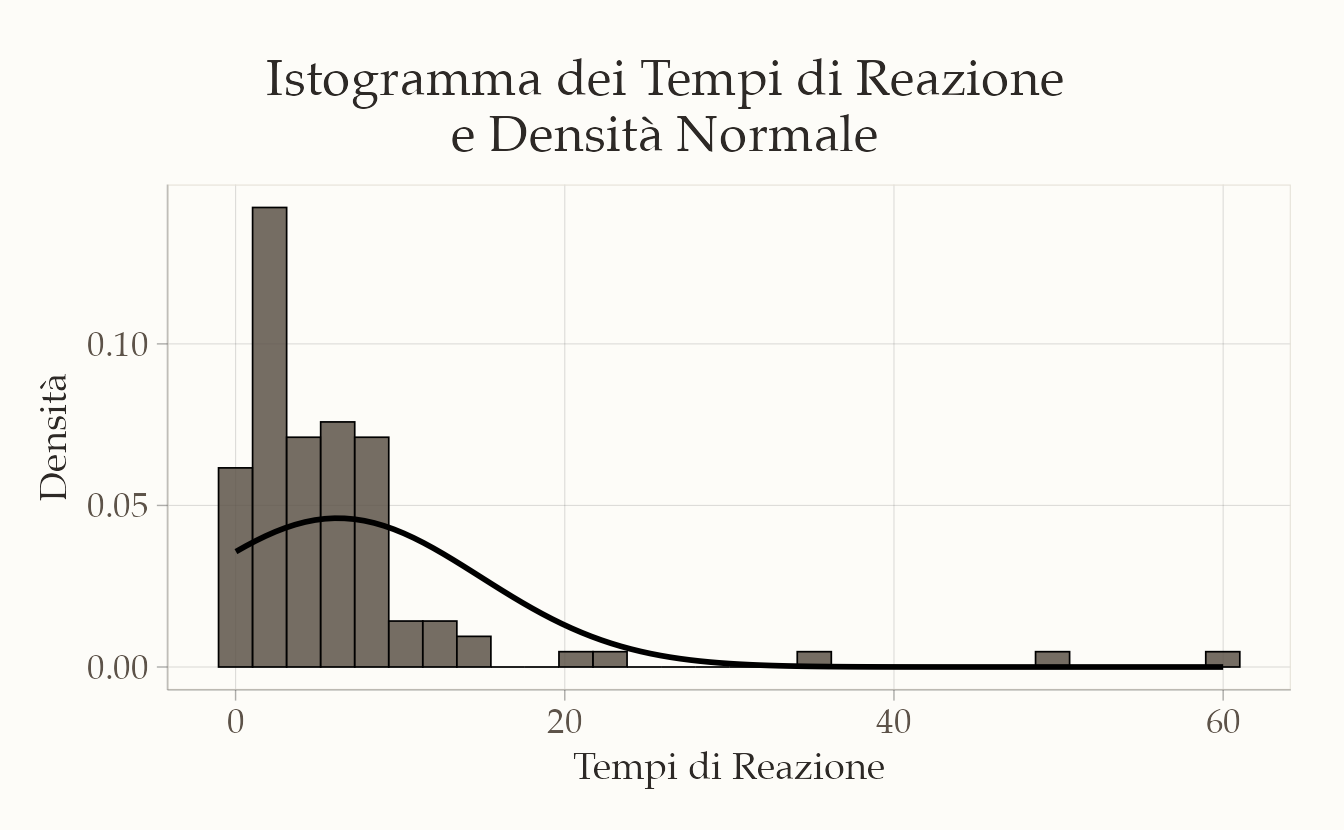 Istogramma dei Tempi di Reazione
e Densità Normale
Densità
0.10
0.05
0.00
0 20 40 60
Tempi di Reazione